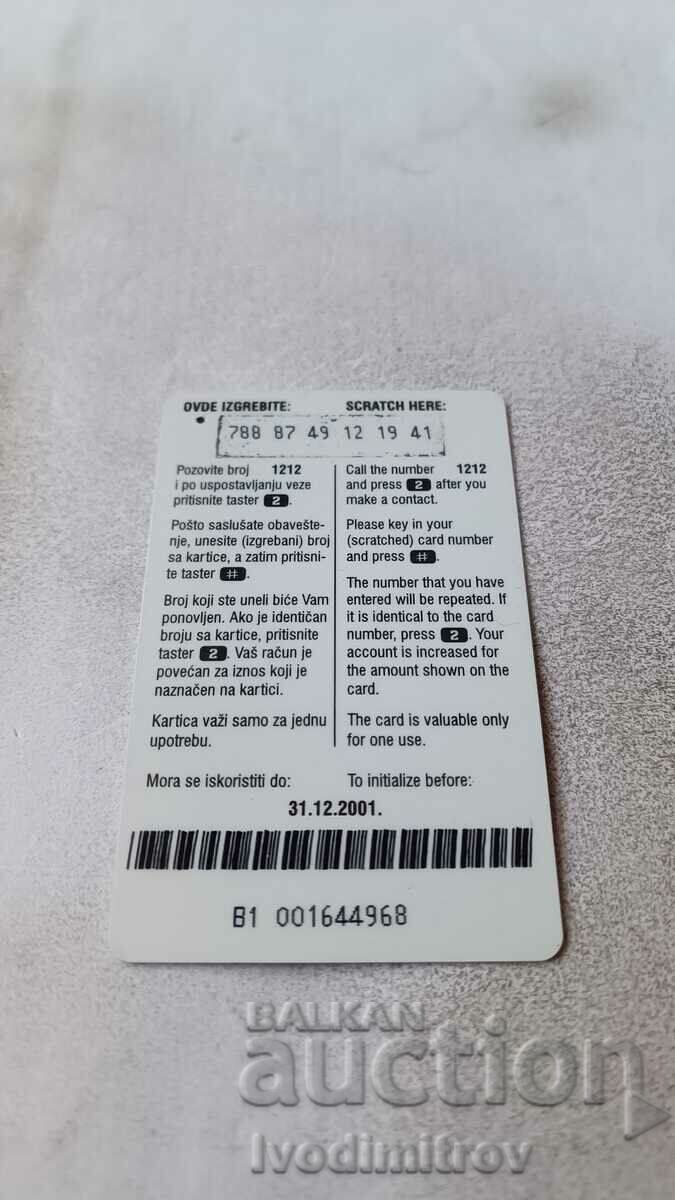 OVDE IZGREBITE: SCRATCH HERE:
788 87 49 12 19 41
Pozovite broj 1212
i po uspostavljanju veze
pritisnite taster 2.
Pošto saslušate obavešte-
nje, unesite (izgrebani) broj
sa kartice, a zatim pritisni-
te taster #.
Broj koji ste uneli biće Vam
ponovljen. Ako je identičan
broju sa kartice, pritisnite
taster 2. Vaš račun je
povećan za iznos koji je
naznačen na kartici.
Kartica važi samo za jednu
upotrebu.
Call the number 1212
and press 2 after you
make a contact.
Please key in your
(scratched) card number
and press #.
The number that you have
entered will be repeated. If
it is identical to the card
number, press 2. Your
account is increased for
the amount shown on the
card.
The card is valuable only
for one use.
Mora se iskoristiti do: To initialize before:
31.12.2001.
B1 001644968
BALKAN
auction
Ivodimitrov